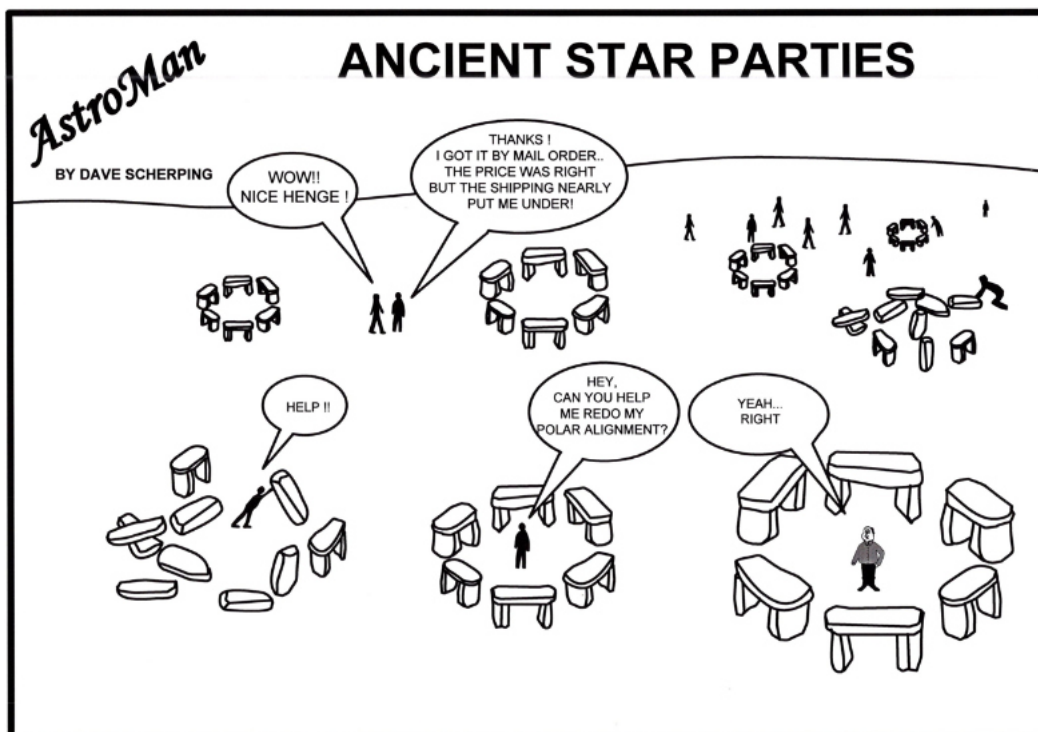 AstroMan
ANCIENT STAR PARTIES
BY DAVE SCHERPING
WOW!!
NICE HENGE !
THANKS !
I GOT IT BY MAIL ORDER..
THE PRICE WAS RIGHT
BUT THE SHIPPING NEARLY
PUT ME UNDER!
HELP !!
HEY,
CAN YOU HELP
ME REDO MY
POLAR ALIGNMENT?
YEAH...
RIGHT